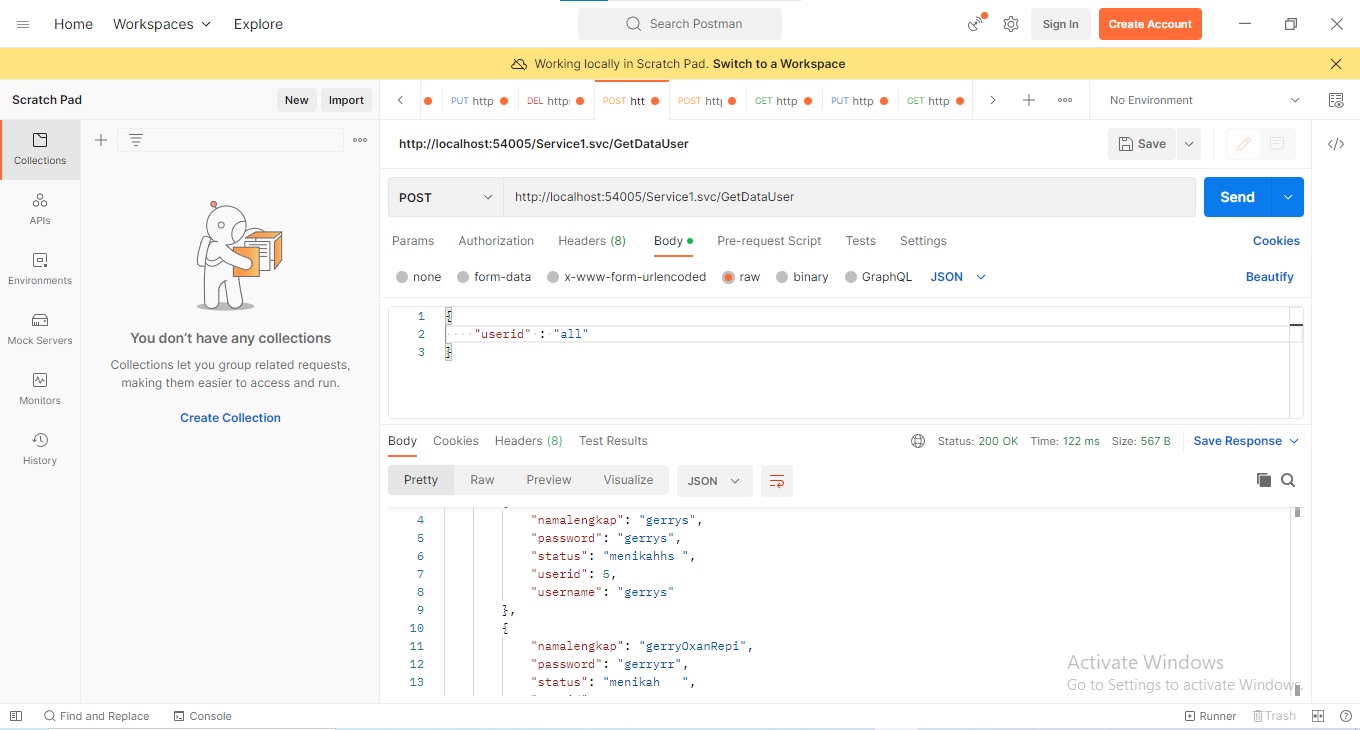 Home Workspaces Explore Search Postman Sign In Create Account
Working locally in Scratch Pad. Switch to a Workspace
Scratch Pad New Import PUT http DEL http POST htt POST http GET http PUT http GET http No Environment
http://localhost:54005/Service1.svc/GetDataUser Save
Collections
POST http://localhost:54005/Service1.svc/GetDataUser Send
APIs
Params Authorization Headers (8) Body Pre-request Script Tests Settings Cookies
Environments
none form-data x-www-form-urlencoded raw binary GraphQL JSON Beautify
1 {
2 "userid" : "all"
3 }
Mock Servers
You don't have any collections
Collections let you group related requests,
making them easier to access and run.
Monitors
Create Collection
History
Body Cookies Headers (8) Test Results Status: 200 OK Time: 122 ms Size: 567 B Save Response
Pretty Raw Preview Visualize JSON
4 "namalengkap": "gerrys",
5 "password": "gerrys",
6 "status": "menikahhs ",
7 "userid": 5,
8 "username": "gerrys"
9 },
10 {
11 "namalengkap": "gerryOxanRepi",
12 "password": "gerryrr",
13 "status": "menikah   ",
Activate Windows
Go to Settings to activate Windows.
Find and Replace Console Runner Trash